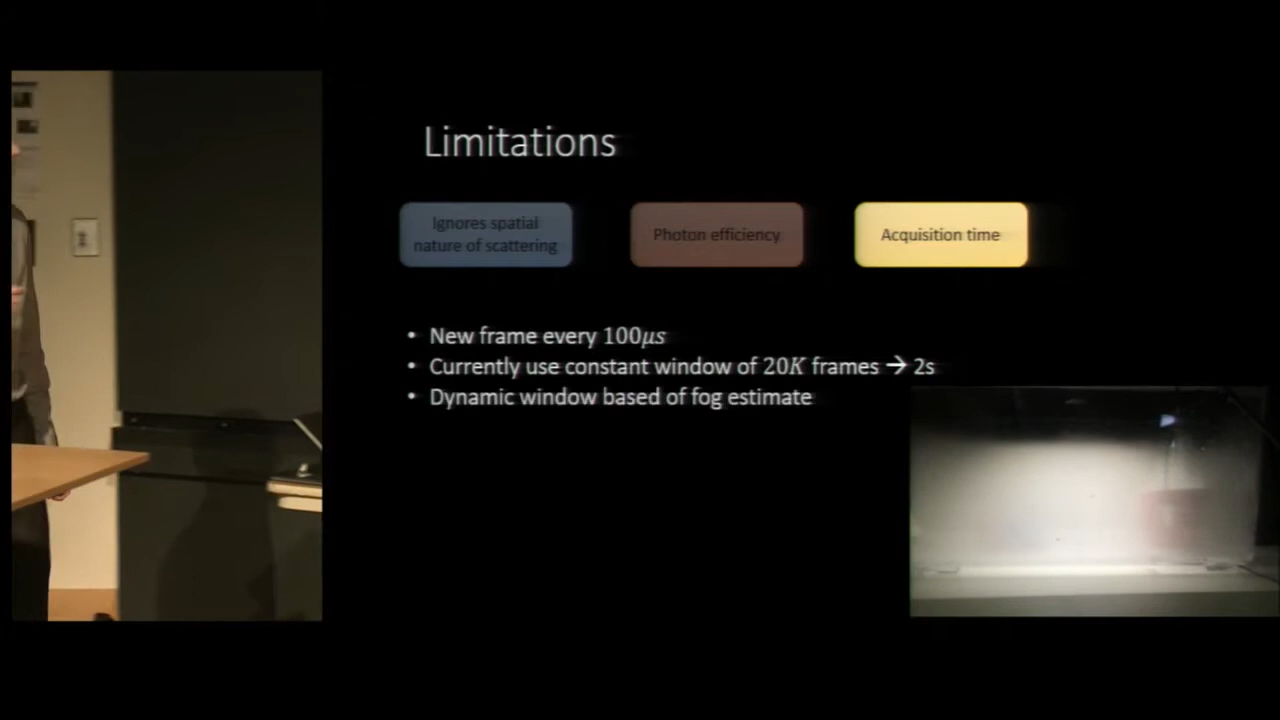 Limitations
Ignores spatial
nature of scattering
Photon efficiency
Acquisition time
• New frame every 100μs
• Currently use constant window of 20K frames → 2s
• Dynamic window based of fog estimate